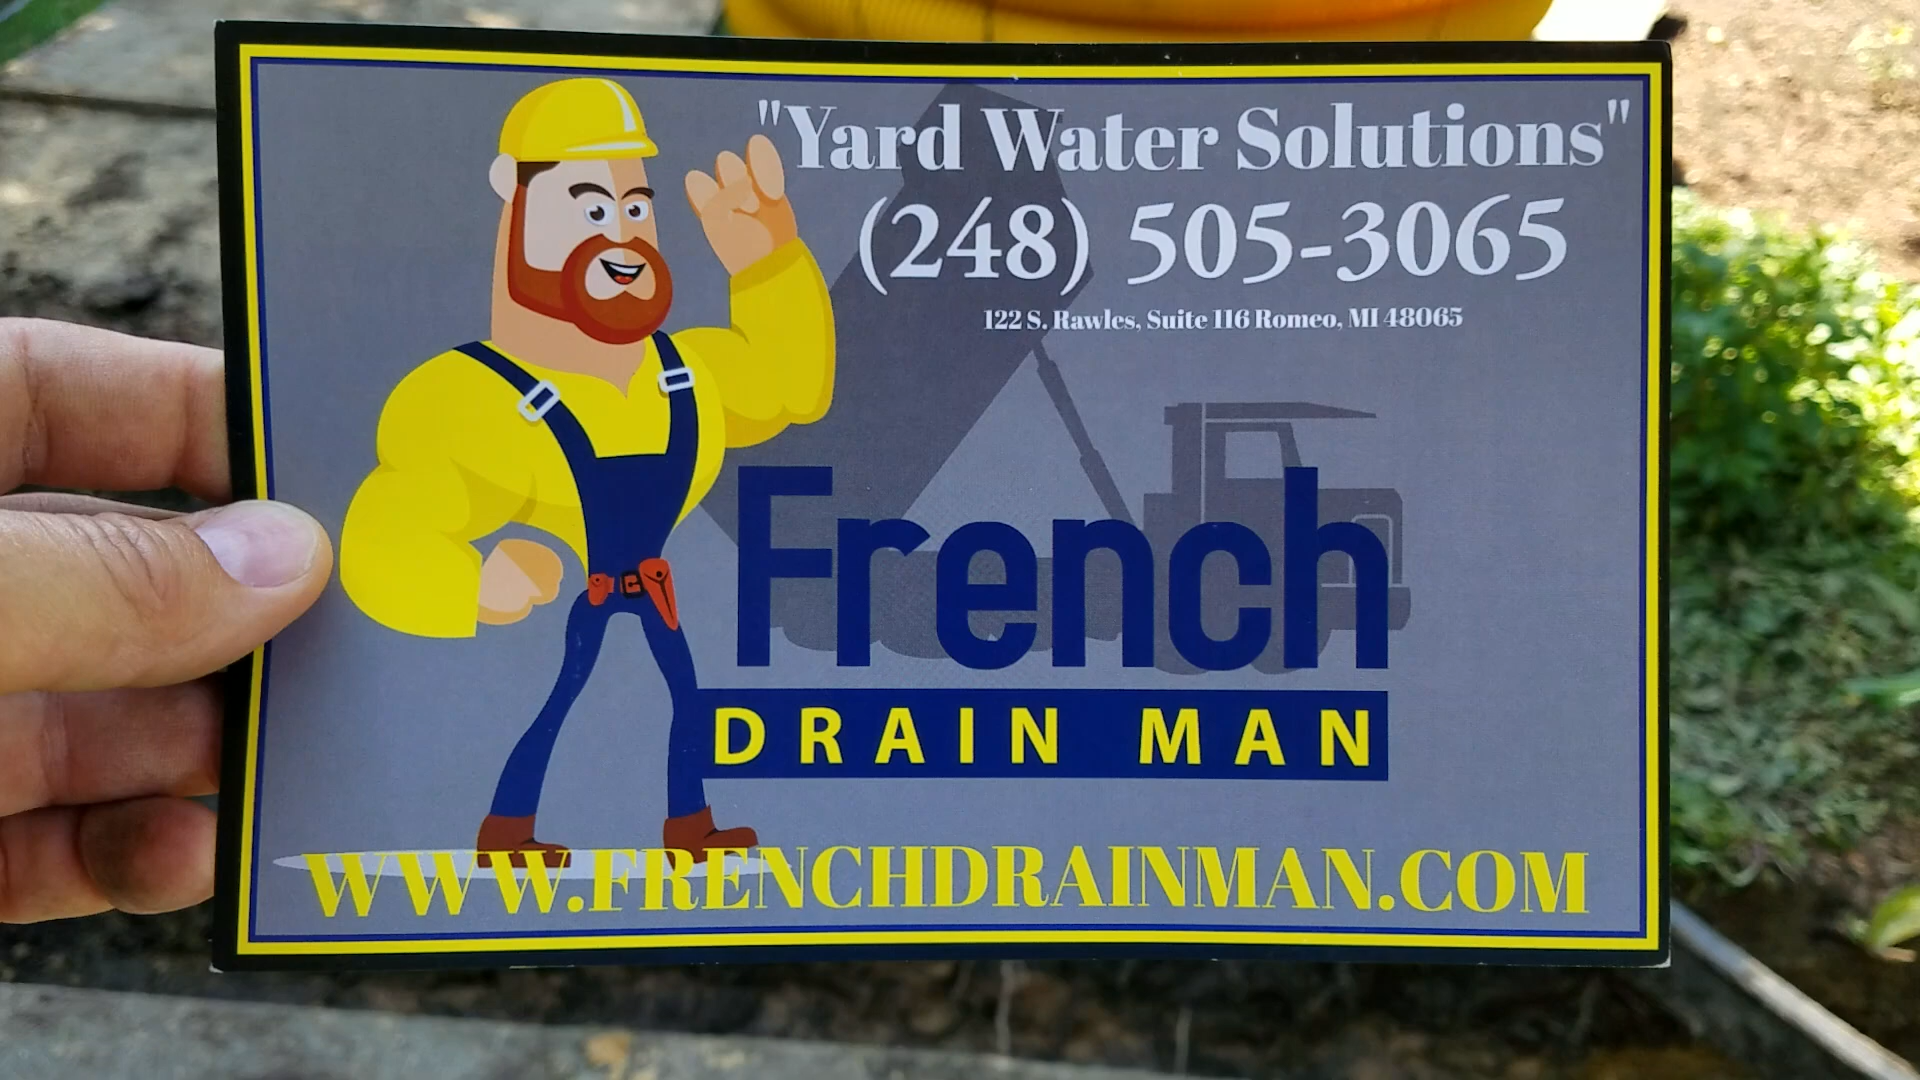 "Yard Water Solutions"
(248) 505-3065
122 S. Rawles, Suite 116 Romeo, MI 48065
French
DRAIN MAN
WWW.FRENCHDRAINMAN.COM